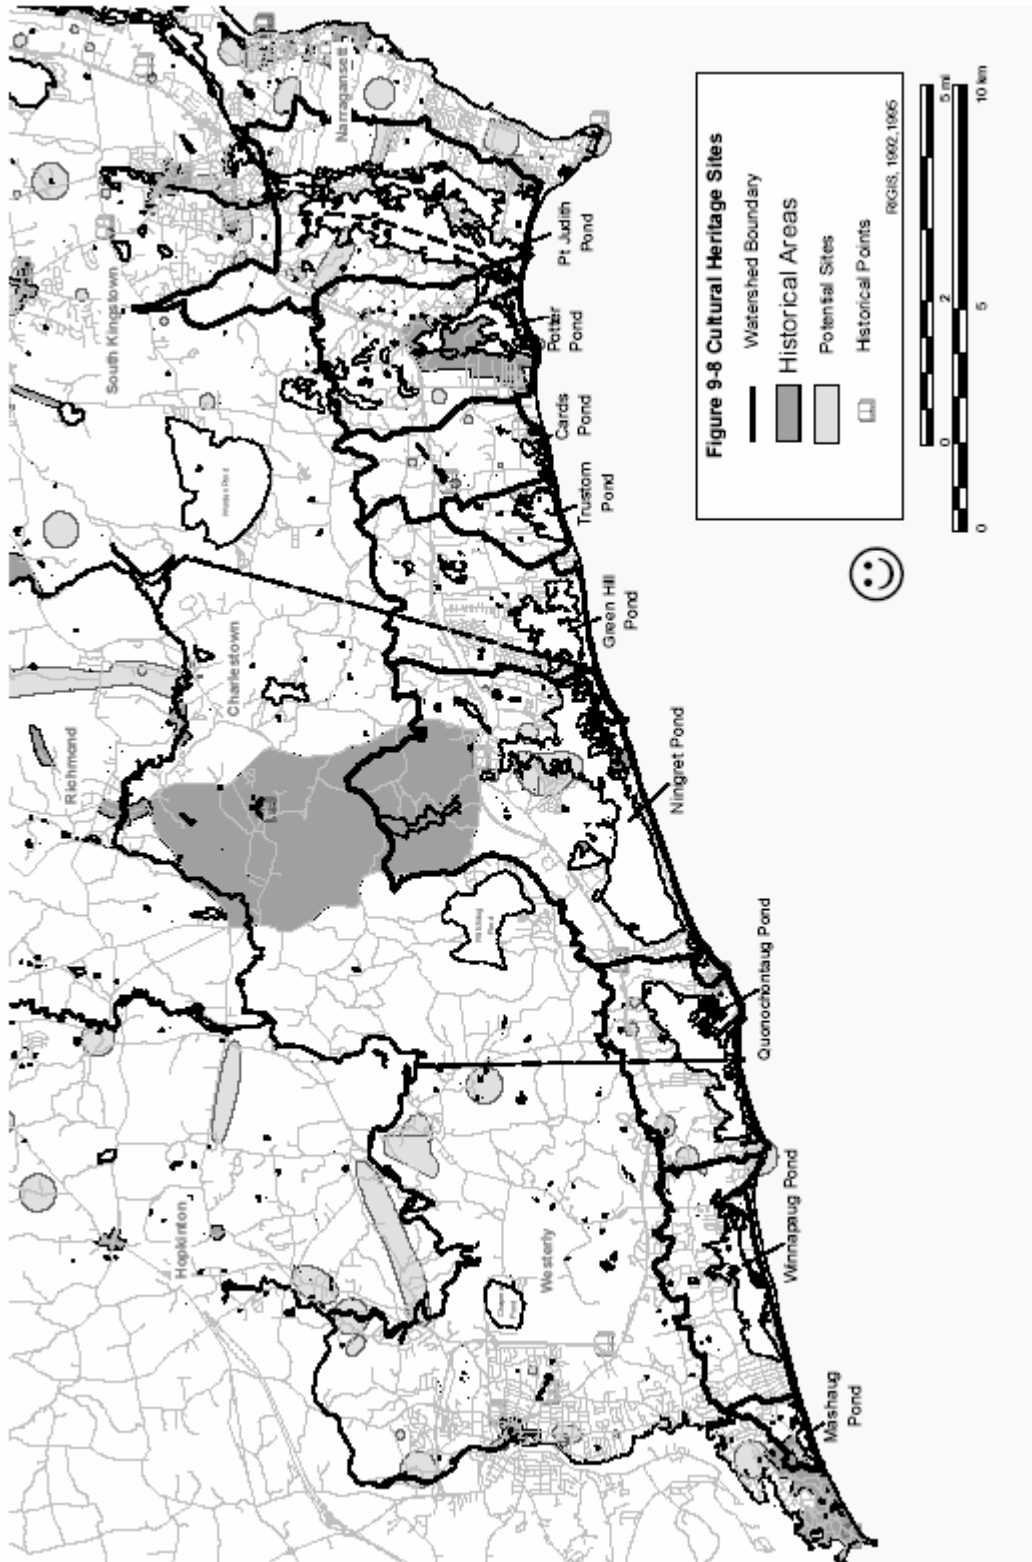 Narragansett
South Kingstown
Charlestown
Richmond
Hopkinton
Westerly
Pt Judith
Pond
Potter
Pond
Cards
Pond
Trustom
Pond
Green Hill
Pond
Ningret Pond
Quonochontaug Pond
Winnapaug Pond
Mashaug
Pond
Figure 9-8 Cultural Heritage Sites
Watershed Boundary
Historical Areas
Potential Sites
Historical Points
RIGIS, 1992,1995
0 2 5 mi
0 5 10 km